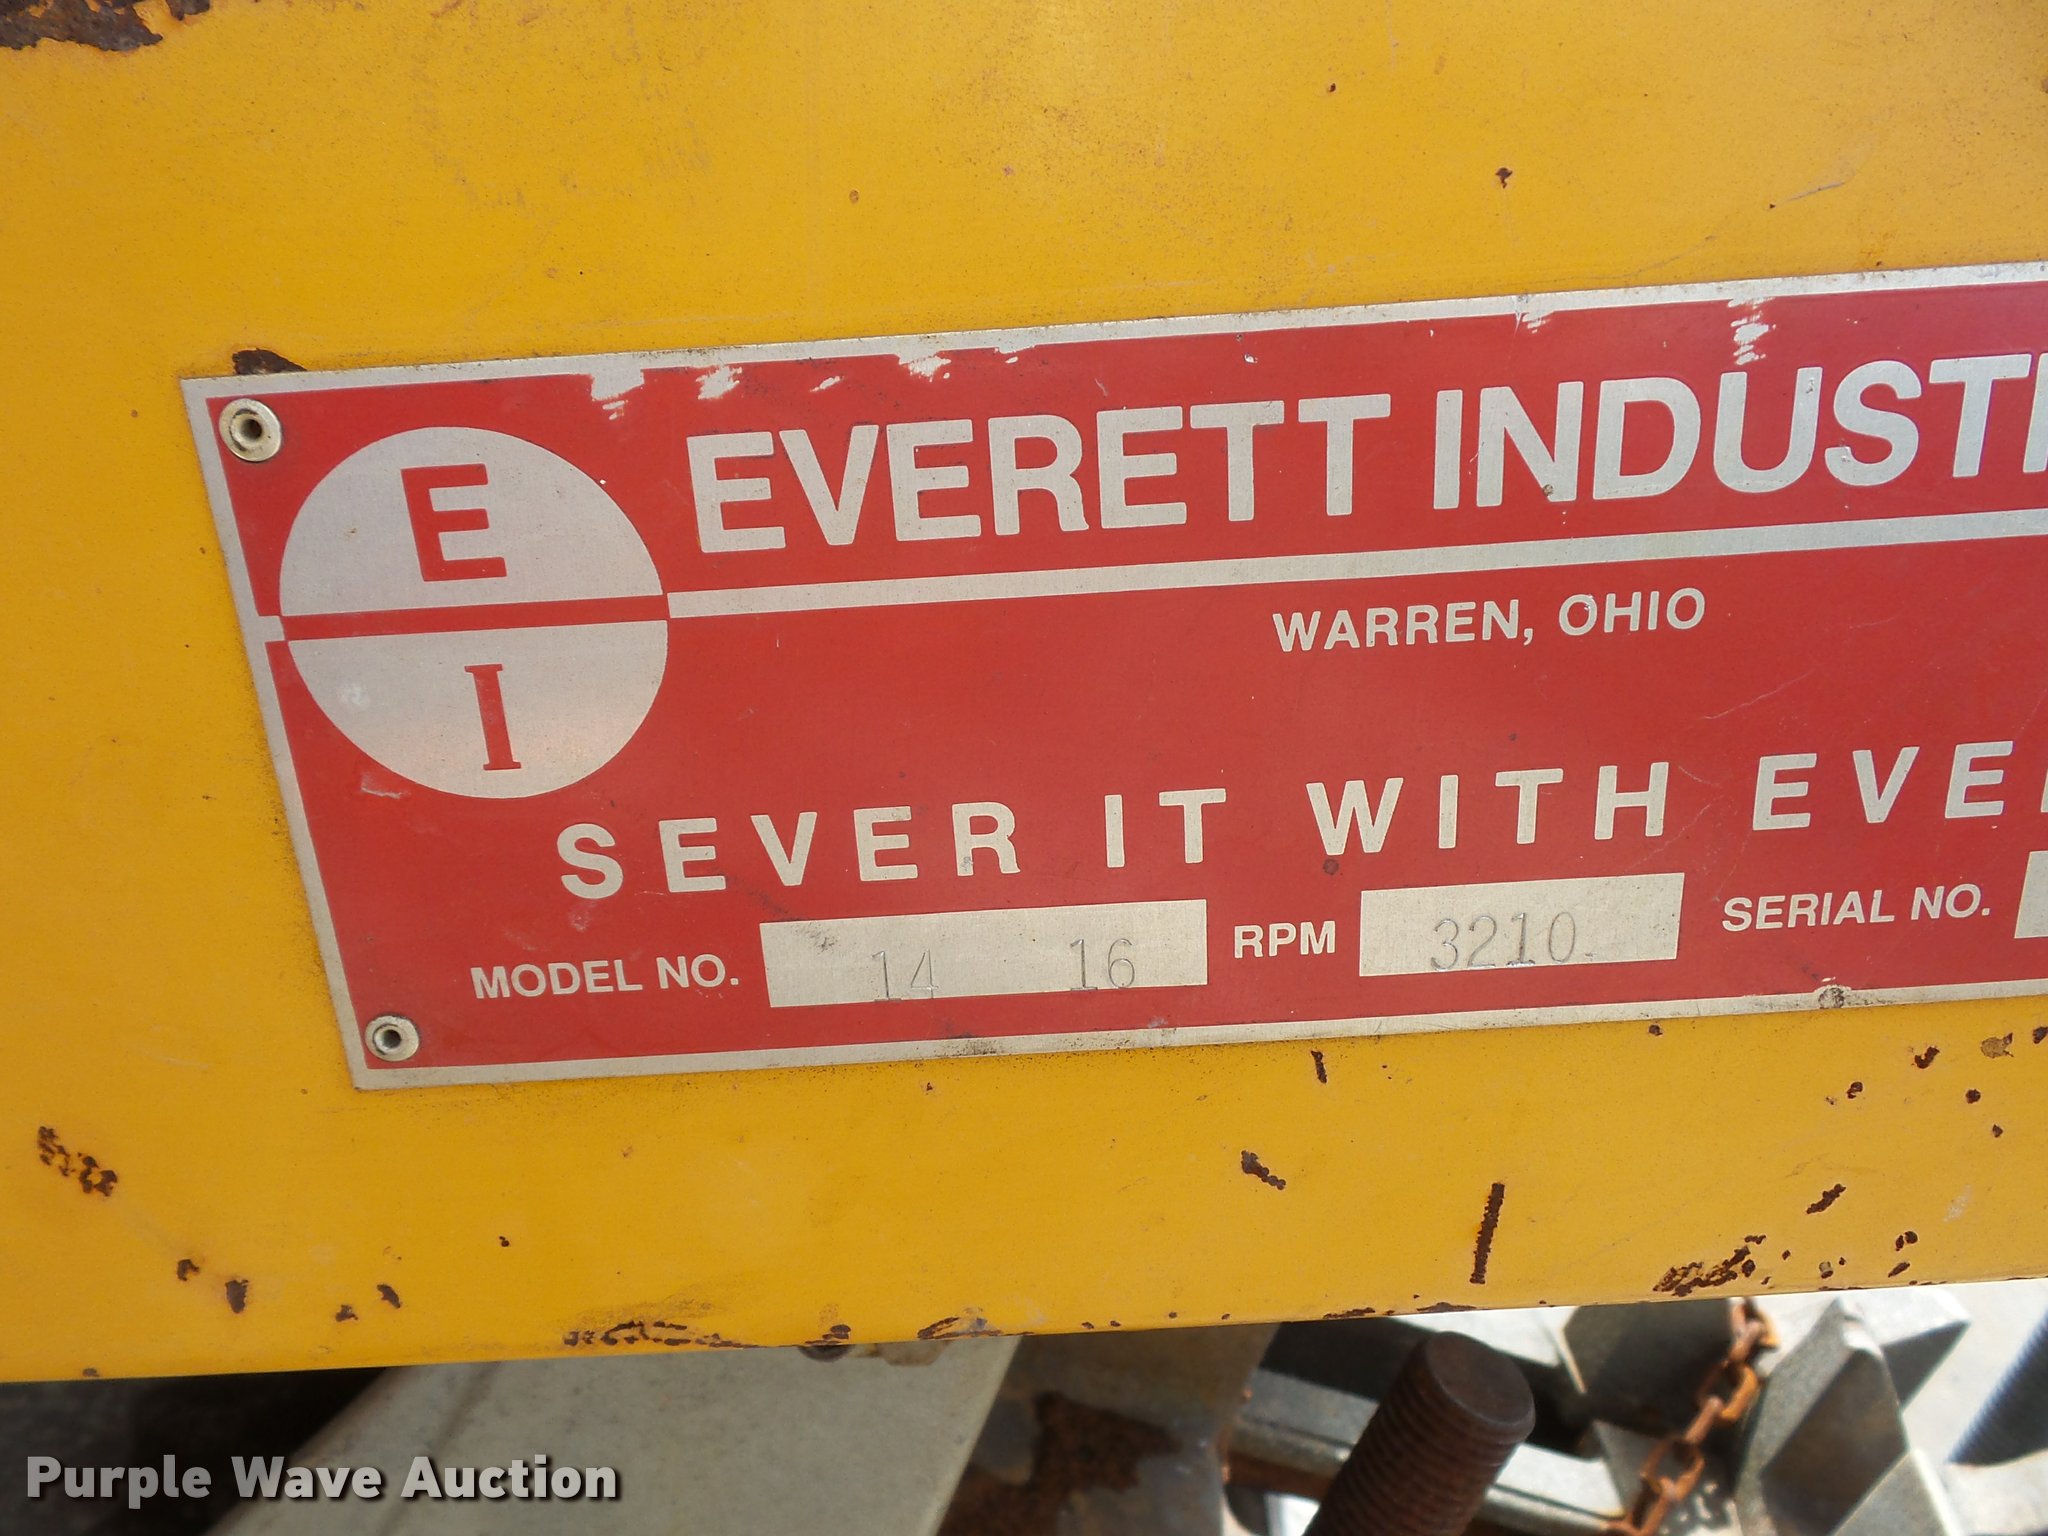 E
I
EVERETT INDUST
WARREN, OHIO
SEVER IT WITH EVE
MODEL NO. 14 16 RPM 3210. SERIAL NO.
Purple Wave Auction